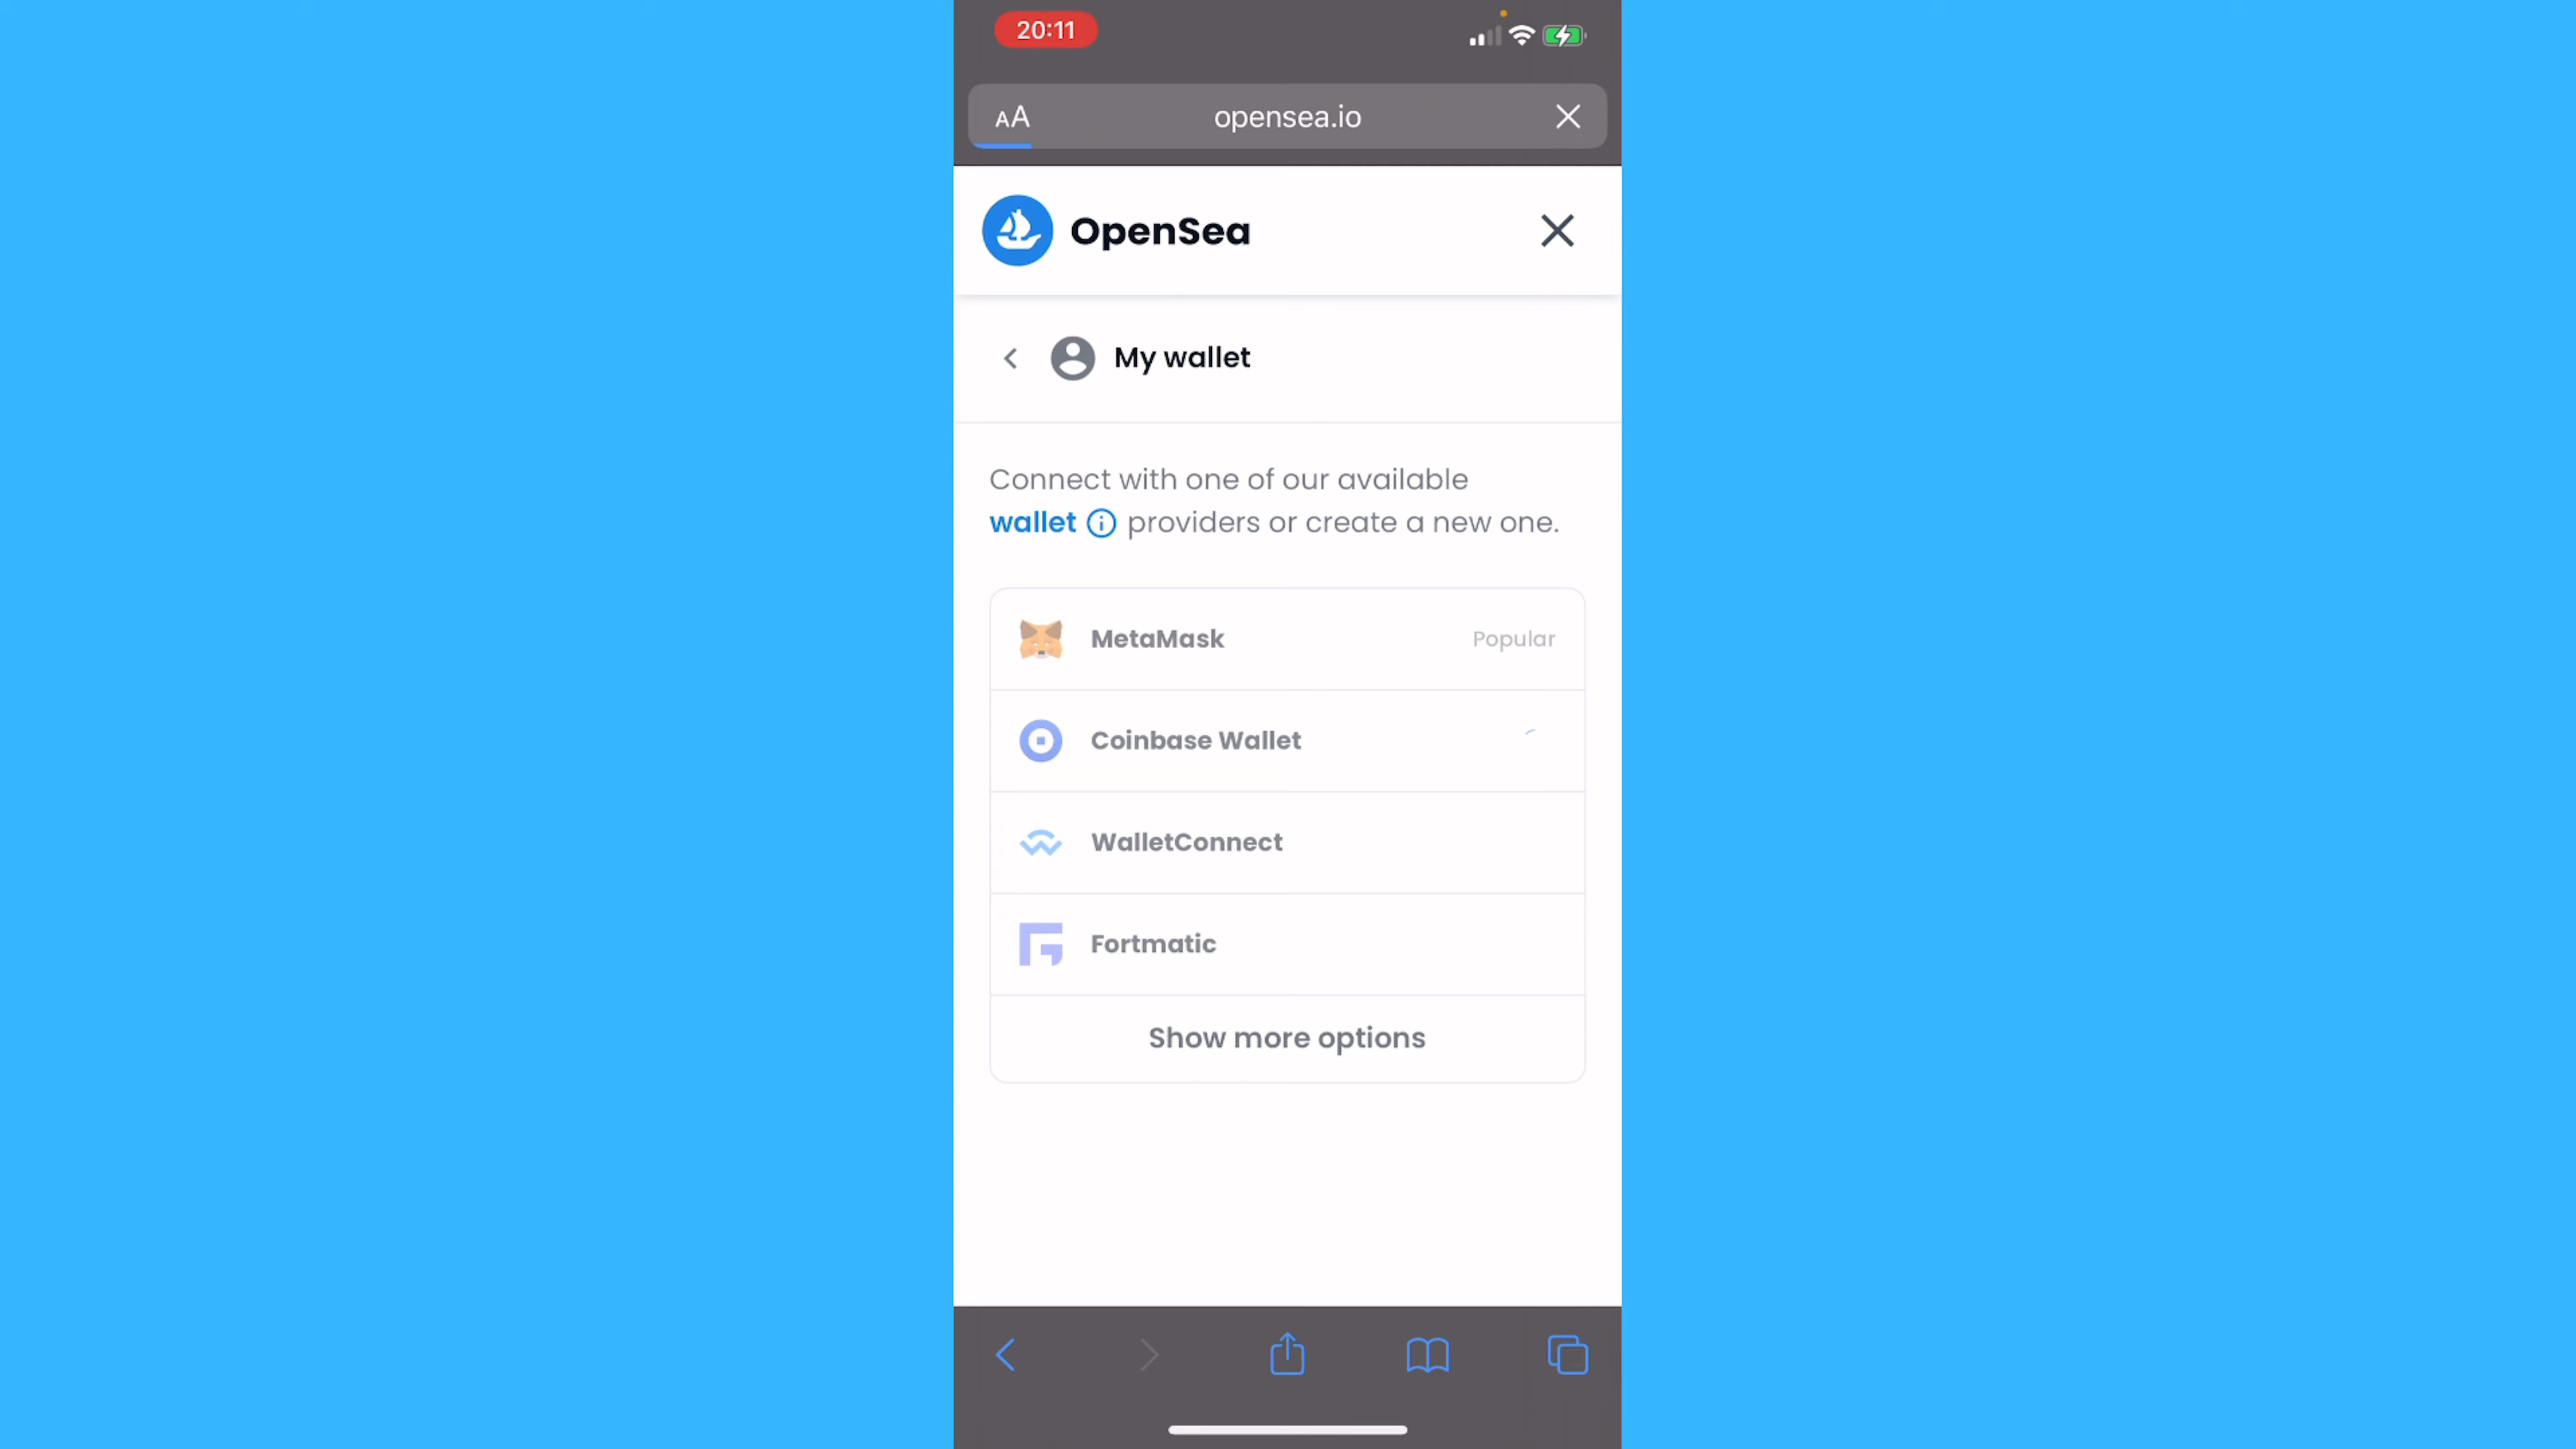 20:11
AA opensea.io
OpenSea
My wallet
Connect with one of our available
wallet providers or create a new one.
MetaMask Popular
Coinbase Wallet
WalletConnect
Fortmatic
Show more options